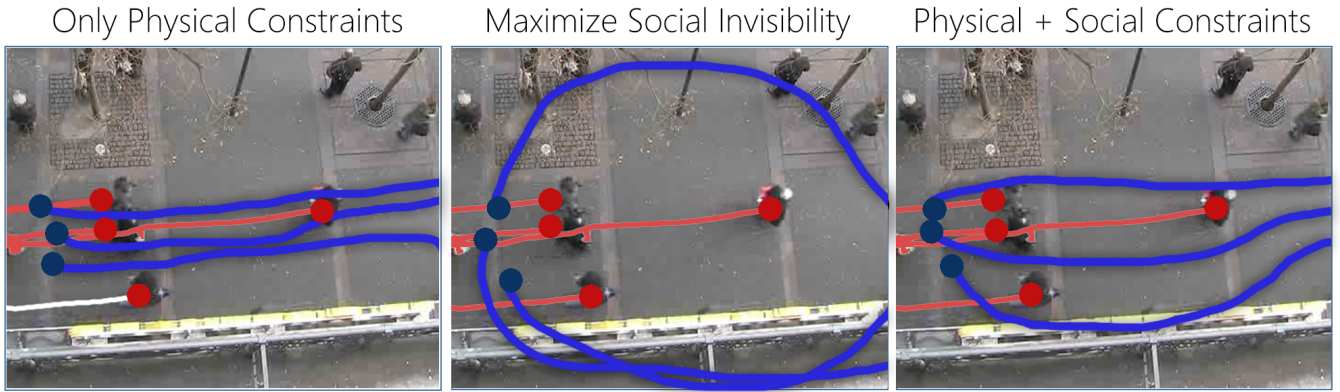 Only Physical Constraints
Maximize Social Invisibility
Physical + Social Constraints